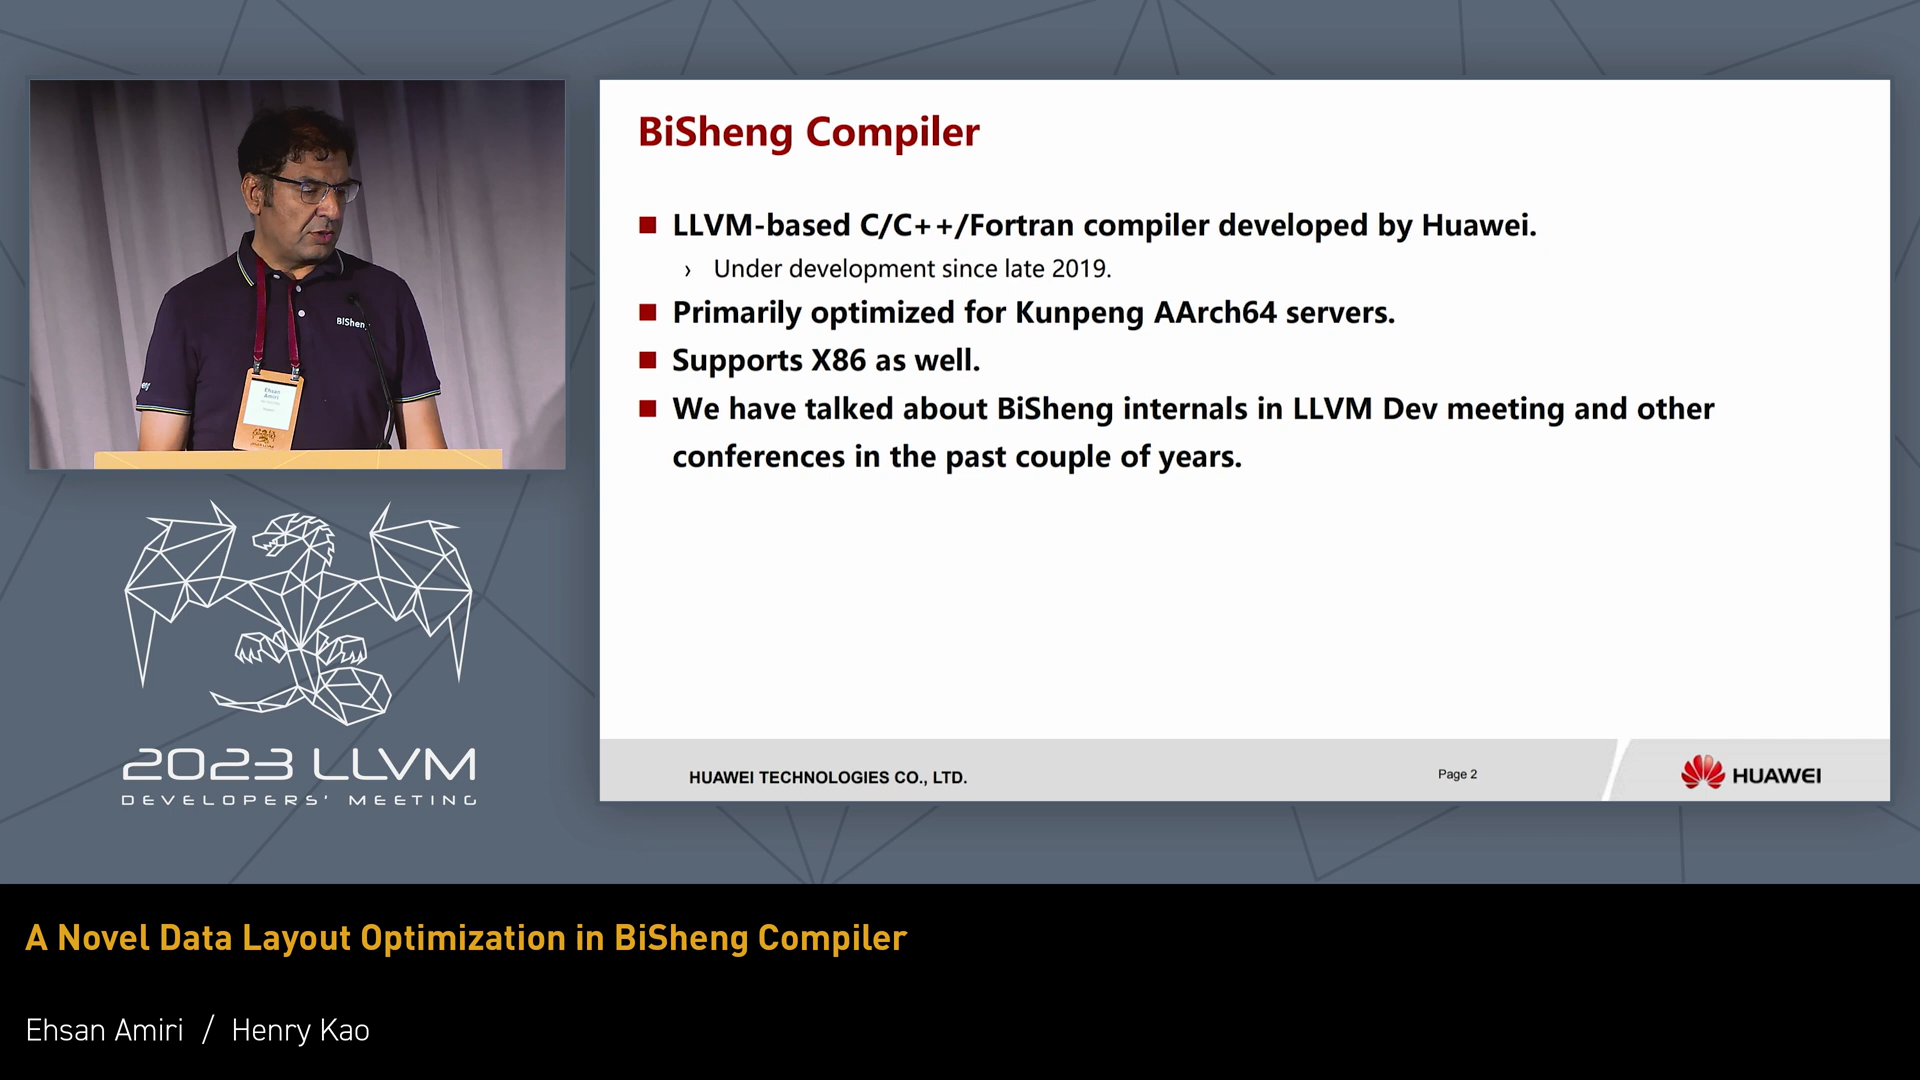 BiSheng Compiler
LLVM-based C/C++/Fortran compiler developed by Huawei.
› Under development since late 2019.
Primarily optimized for Kunpeng AArch64 servers.
Supports X86 as well.
We have talked about BiSheng internals in LLVM Dev meeting and other
conferences in the past couple of years.
HUAWEI TECHNOLOGIES CO., LTD.
Page 2
HUAWEI
BiShen
Ehsan
Amiri
2023 LLVM
DEVELOPERS' MEETING
A Novel Data Layout Optimization in BiSheng Compiler
Ehsan Amiri / Henry Kao